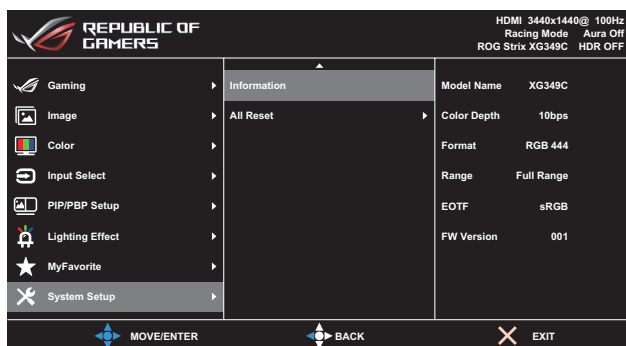 REPUBLIC OF
GAMERS
HDMI 3440x1440@ 100Hz
Racing Mode Aura Off
ROG Strix XG349C HDR OFF
Gaming
Image
Color
Input Select
PIP/PBP Setup
Lighting Effect
MyFavorite
System Setup
Information
All Reset
Model Name XG349C
Color Depth 10bps
Format RGB 444
Range Full Range
EOTF sRGB
FW Version 001
MOVE/ENTER
BACK
EXIT